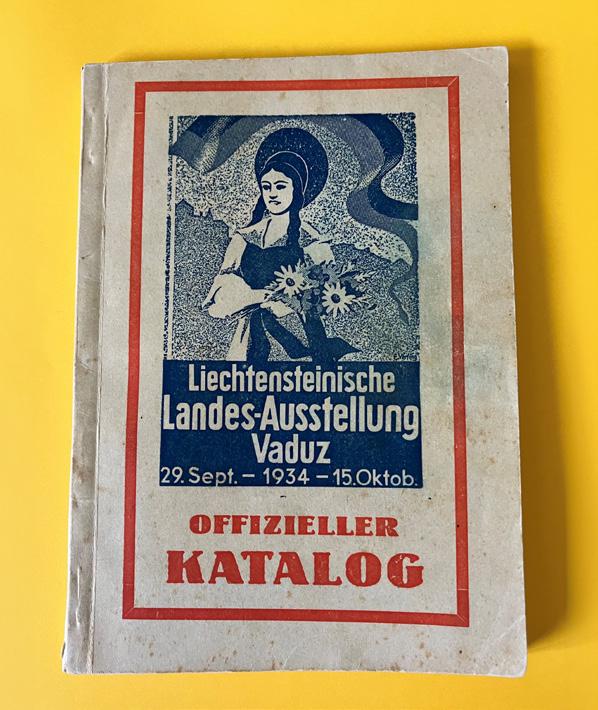 Liechtensteinische
Landes-Ausstellung
Vaduz
29. Sept. – 1934 – 15. Oktob.
OFFIZIELLER
KATALOG